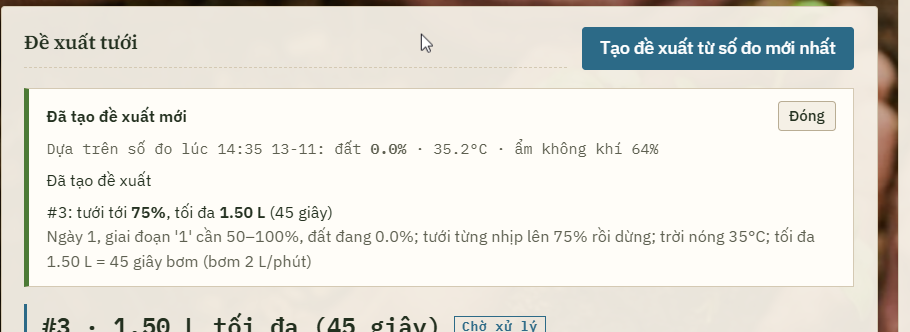 Đề xuất tưới
Tạo đề xuất từ số đo mới nhất
Đã tạo đề xuất mới
Đóng
Dựa trên số đo lúc 14:35 13-11: đất 0.0% · 35.2°C · ẩm không khí 64%
Đã tạo đề xuất
#3: tưới tới 75%, tối đa 1.50 L (45 giây)
Ngày 1, giai đoạn '1' cần 50–100%, đất đang 0.0%; tưới từng nhịp lên 75% rồi dừng; trời nóng 35°C; tối đa
1.50 L = 45 giây bơm (bơm 2 L/phút)
#3 · 1.50 L tối đa (45 giây)
Chờ xử lý